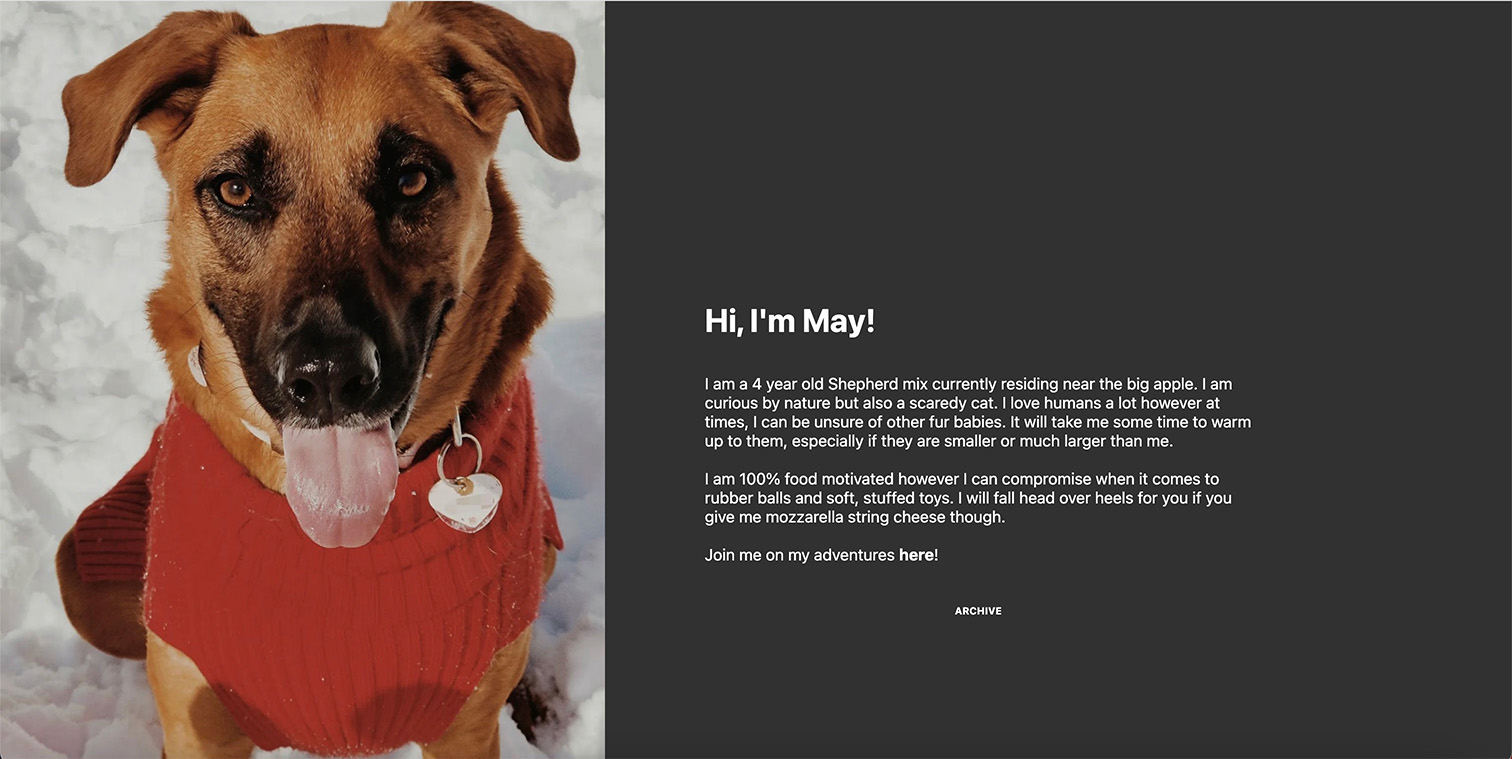 Hi, I'm May!
I am a 4 year old Shepherd mix currently residing near the big apple. I am
curious by nature but also a scaredy cat. I love humans a lot however at
times, I can be unsure of other fur babies. It will take me some time to warm
up to them, especially if they are smaller or much larger than me.
I am 100% food motivated however I can compromise when it comes to
rubber balls and soft, stuffed toys. I will fall head over heels for you if you
give me mozzarella string cheese though.
Join me on my adventures here!
ARCHIVE